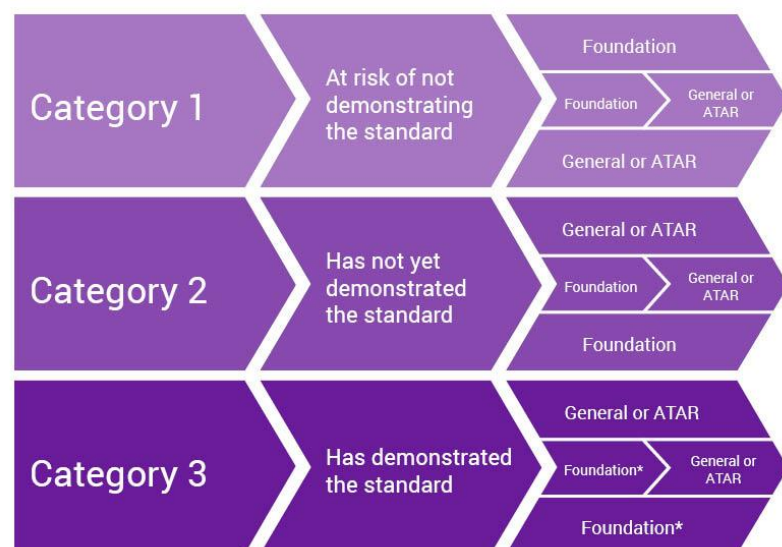 Category 1
At risk of not
demonstrating
the standard
Foundation
Foundation
General or
ATAR
General or ATAR
Category 2
Has not yet
demonstrated
the standard
General or ATAR
Foundation
General or
ATAR
Foundation
Category 3
Has demonstrated
the standard
General or ATAR
Foundation*
General or
ATAR
Foundation*